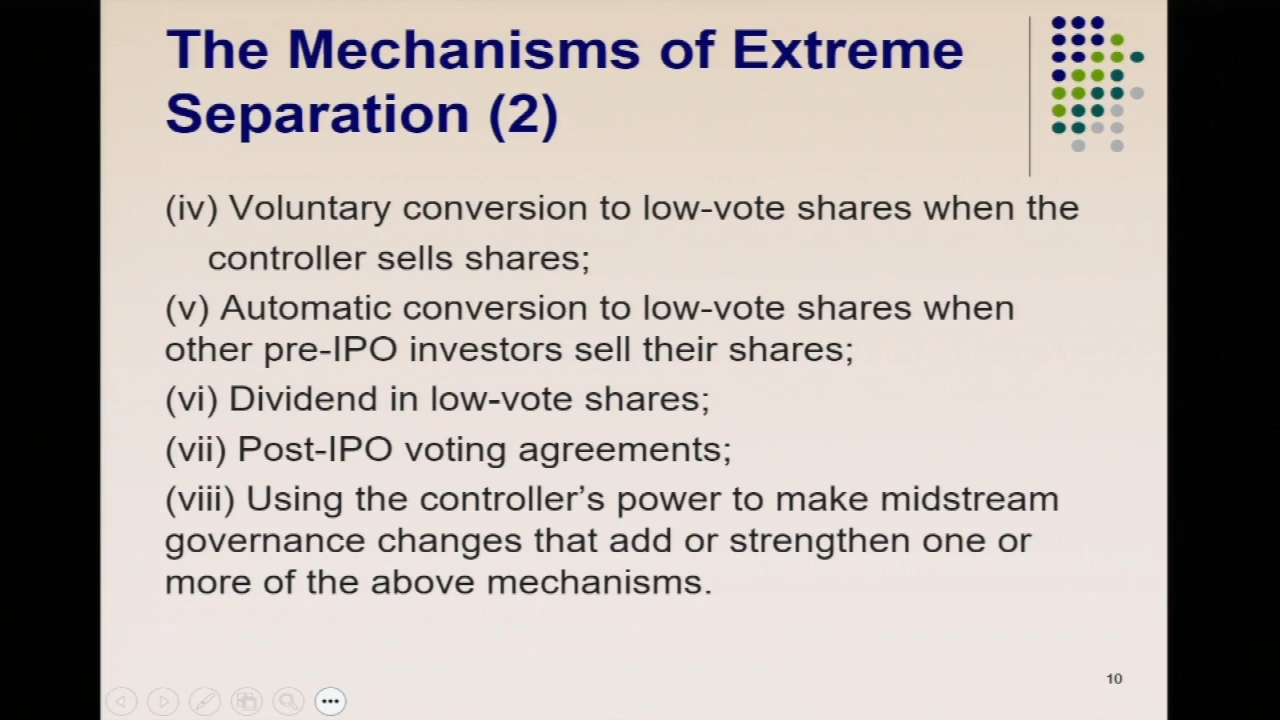 The Mechanisms of Extreme
Separation (2)
(iv) Voluntary conversion to low-vote shares when the
controller sells shares;
(v) Automatic conversion to low-vote shares when
other pre-IPO investors sell their shares;
(vi) Dividend in low-vote shares;
(vii) Post-IPO voting agreements;
(viii) Using the controller’s power to make midstream
governance changes that add or strengthen one or
more of the above mechanisms.
10